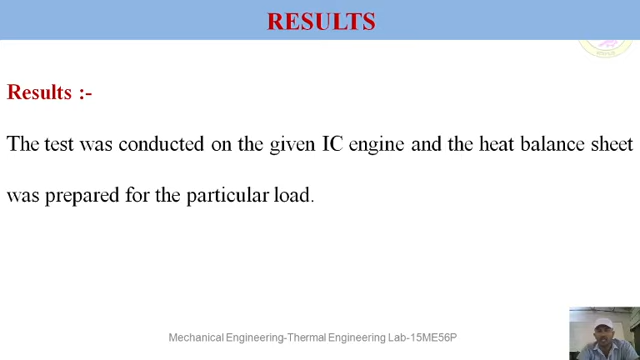 RESULTS
Results :-
The test was conducted on the given IC engine and the heat balance sheet
was prepared for the particular load.
Mechanical Engineering-Thermal Engineering Lab-15ME56P